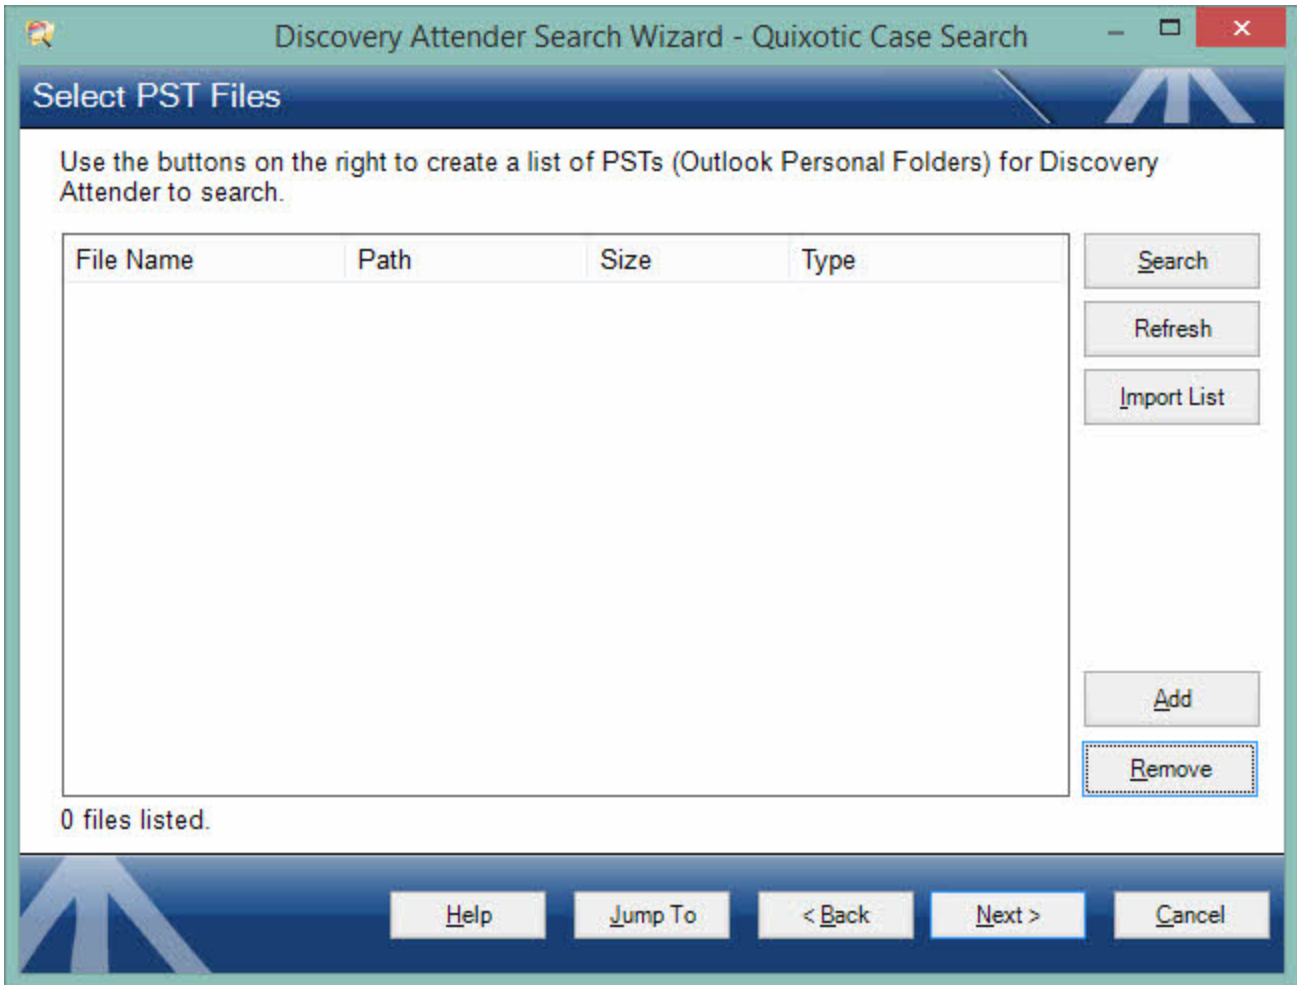 Discovery Attender Search Wizard - Quixotic Case Search
Select PST Files
Use the buttons on the right to create a list of PSTs (Outlook Personal Folders) for Discovery
Attender to search.
File Name Path Size Type
Search
Refresh
Import List
Add
Remove
0 files listed.
Help Jump To < Back Next > Cancel